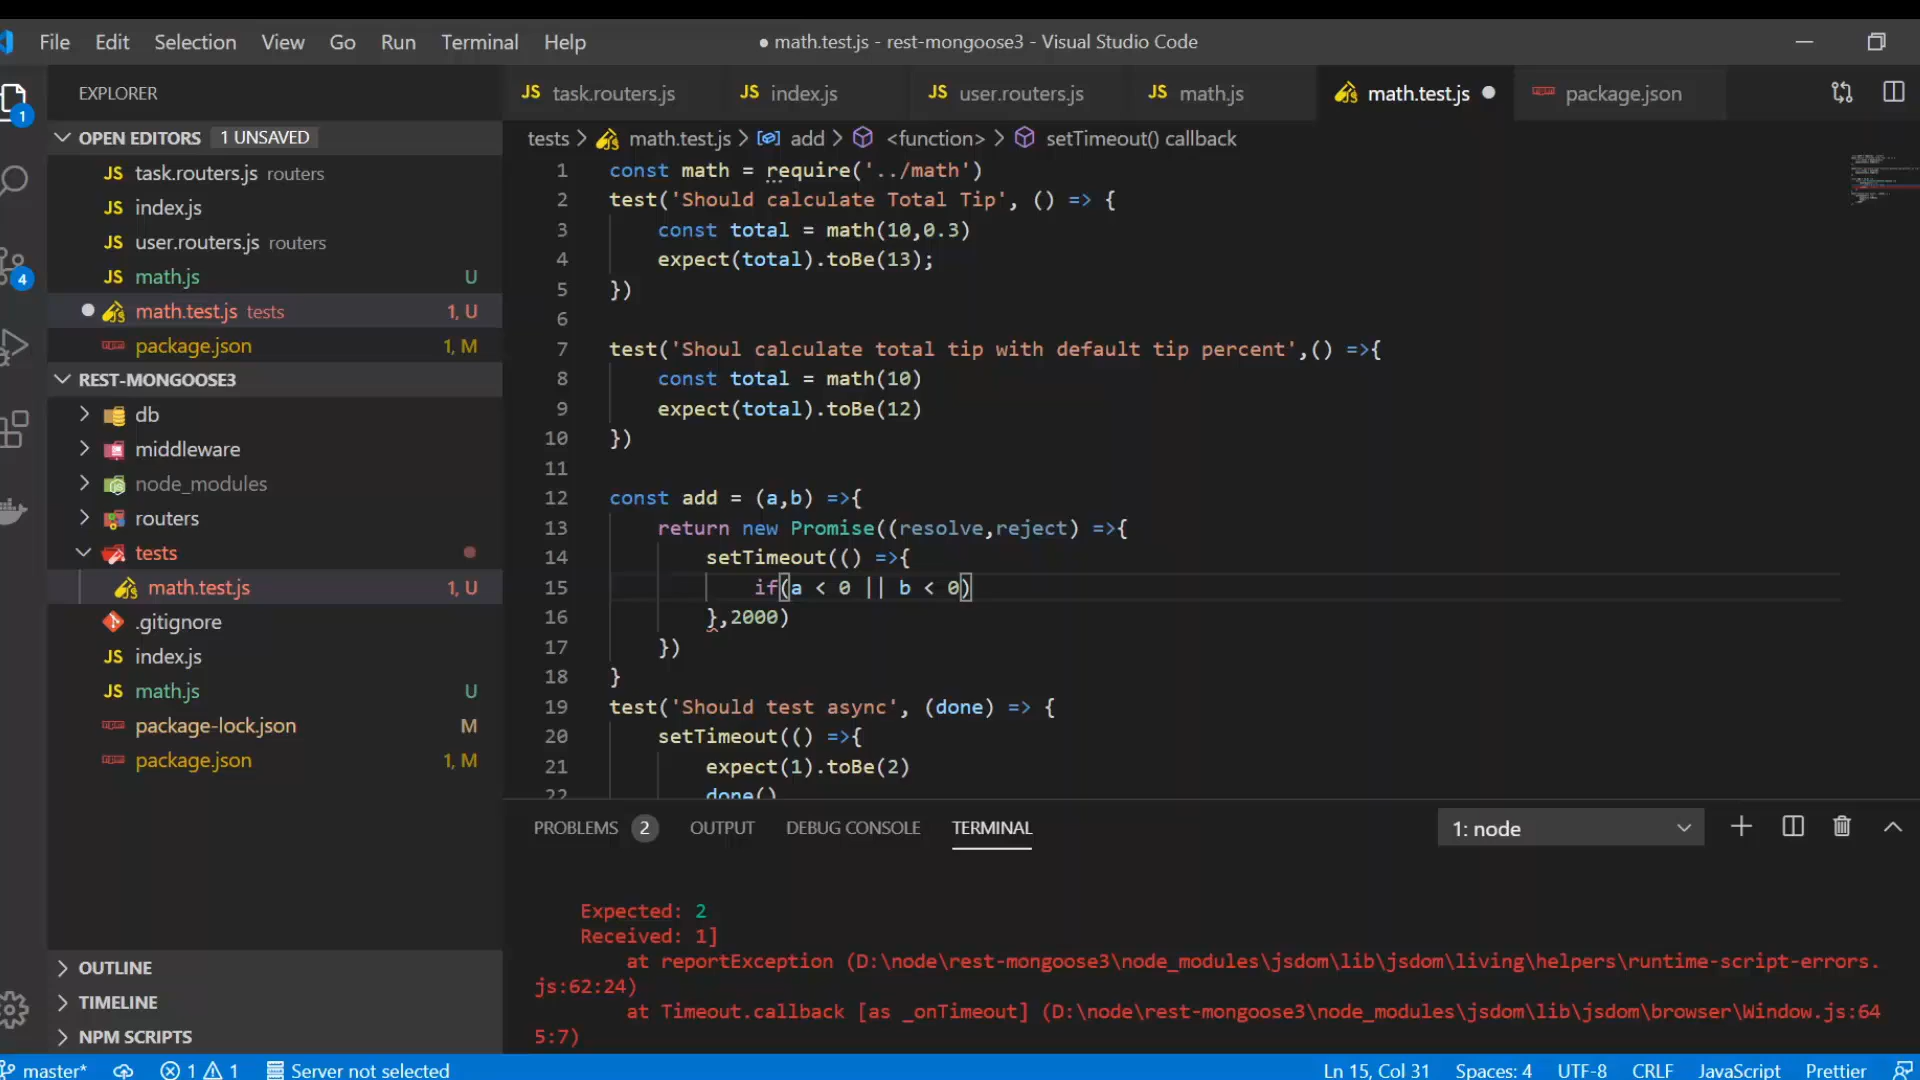 File Edit Selection View Go Run Terminal Help
● math.test.js - rest-mongoose3 - Visual Studio Code
EXPLORER
1
OPEN EDITORS 1 UNSAVED
JS task.routers.js routers
JS index.js
JS user.routers.js routers
JS math.js U
math.test.js tests 1, U
package.json 1, M
4
REST-MONGOOSE3
db
middleware
node_modules
routers
tests
math.test.js 1, U
.gitignore
JS index.js
JS math.js U
package-lock.json M
package.json 1, M
OUTLINE
TIMELINE
NPM SCRIPTS
JS task.routers.js JS index.js JS user.routers.js JS math.js math.test.js package.json
tests > math.test.js > add > <function> > setTimeout() callback
1 const math = require('../math')
2 test('Should calculate Total Tip', () => {
3 const total = math(10,0.3)
4 expect(total).toBe(13);
5 })
6
7 test('Shoul calculate total tip with default tip percent',() =>{
8 const total = math(10)
9 expect(total).toBe(12)
10 })
11
12 const add = (a,b) =>{
13 return new Promise((resolve,reject) =>{
14 setTimeout(() =>{
15 if(a < 0 || b < 0)
16 },2000)
17 })
18 }
19 test('Should test async', (done) => {
20 setTimeout(() =>{
21 expect(1).toBe(2)
22 done()
PROBLEMS 2 OUTPUT DEBUG CONSOLE TERMINAL 1: node
Expected: 2
Received: 1]
at reportException (D:\node\rest-mongoose3\node_modules\jsdom\lib\jsdom\living\helpers\runtime-script-errors.
js:62:24)
at Timeout.callback [as _onTimeout] (D:\node\rest-mongoose3\node_modules\jsdom\lib\jsdom\browser\Window.js:64
5:7)
master* 1 1 Server not selected Ln 15, Col 31 Spaces: 4 UTF-8 CRLF JavaScript Prettier